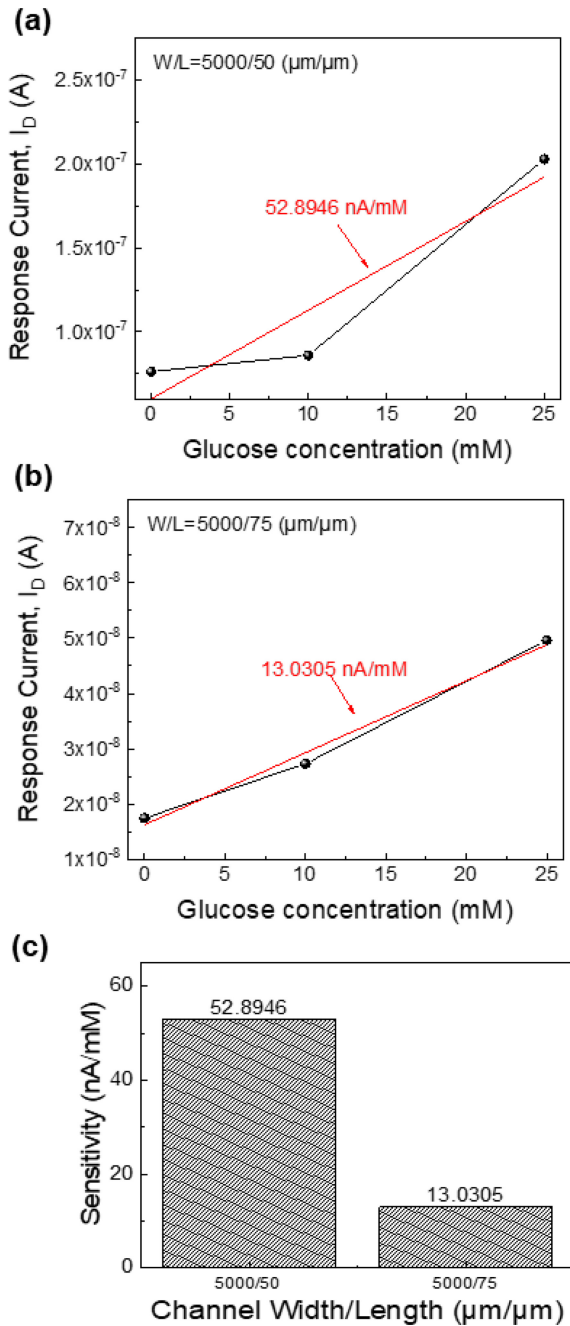 (a)
W/L=5000/50 (μm/μm)
2.5x10⁻⁷
2.0x10⁻⁷
1.5x10⁻⁷
1.0x10⁻⁷
Response Current, I_D (A)
52.8946 nA/mM
0 5 10 15 20 25
Glucose concentration (mM)
(b)
W/L=5000/75 (μm/μm)
7x10⁻⁸
6x10⁻⁸
5x10⁻⁸
4x10⁻⁸
3x10⁻⁸
2x10⁻⁸
1x10⁻⁸
Response Current, I_D (A)
13.0305 nA/mM
0 5 10 15 20 25
Glucose concentration (mM)
(c)
60
40
20
0
Sensitivity (nA/mM)
52.8946
13.0305
5000/50 5000/75
Channel Width/Length (μm/μm)